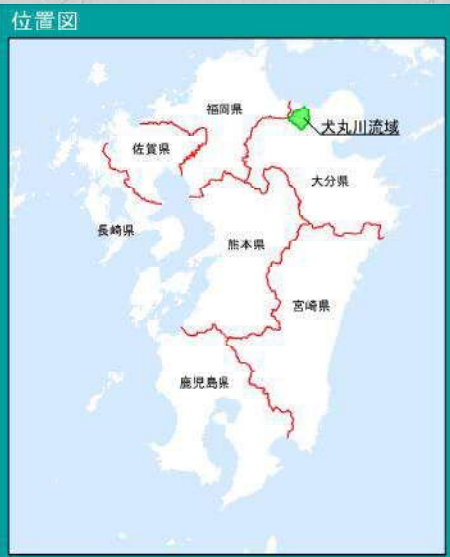 位置図
福岡県
犬丸川流域
佐賀県
大分県
長崎県
熊本県
宮崎県
鹿児島県